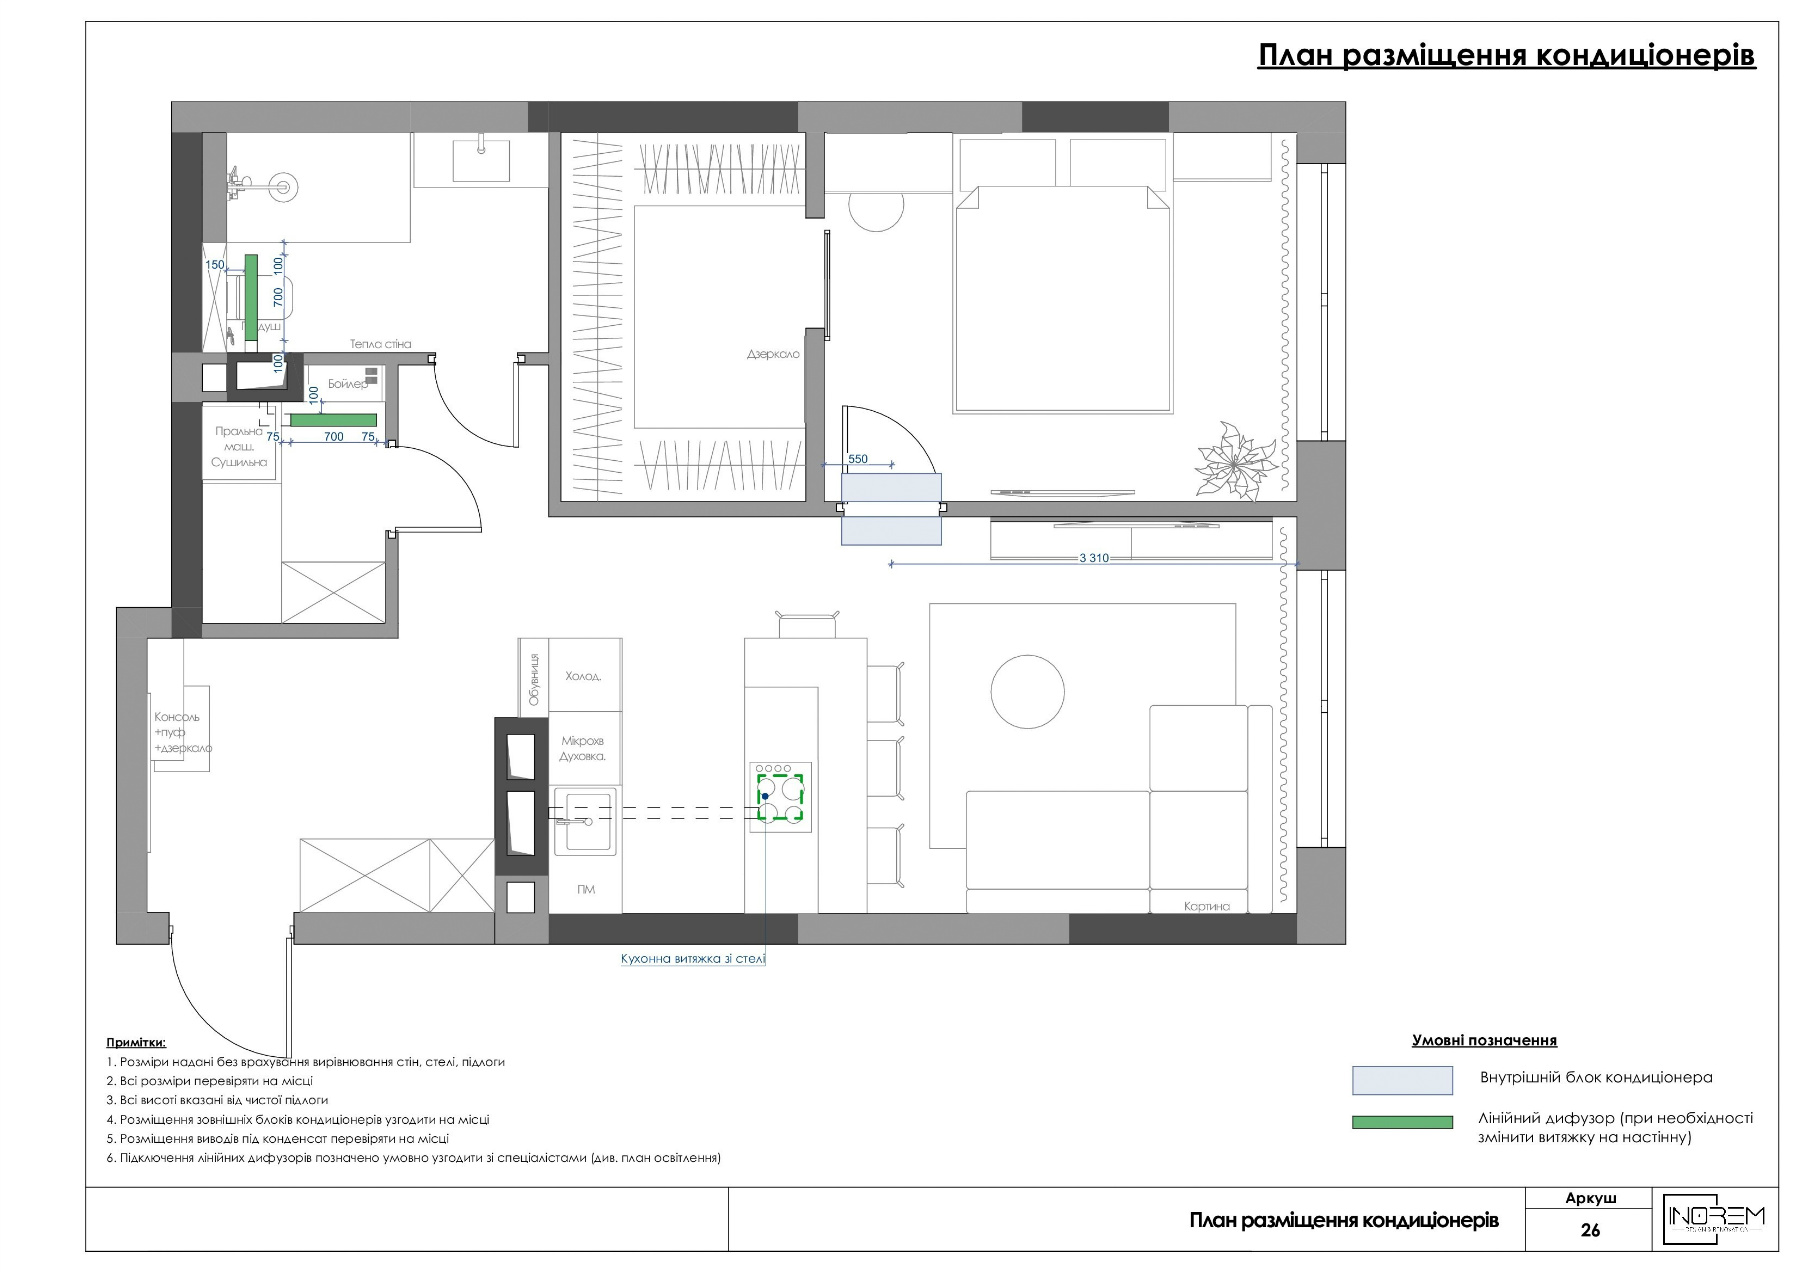 План разміщення кондиціонерів
150
100
700
душ
100
Тепла стіна
Дзеркало
Бойлер
100
Пральна
маш.
Сушильна
75
700
75
550
3 310
Обувниця
Холод.
Консоль
+пуф
+дзеркало
Мікрохв
Духовка.
ПМ
Картина
Кухонна витяжка зі стелі
Примітки:
1. Розміри надані без врахування вирівнювання стін, стелі, підлоги
2. Всі розміри перевіряти на місці
3. Всі висоті вказані від чистої підлоги
4. Розміщення зовнішніх блоків кондиціонерів узгодити на місці
5. Розміщення виводів під конденсат перевіряти на місці
6. Підключення лінійних дифузорів позначено умовно узгодити зі спеціалістами (див. план освітлення)
Умовні позначення
Внутрішній блок кондиціонера
Лінійний дифузор (при необхідності
змінити витяжку на настінну)
План разміщення кондиціонерів
Аркуш
26
INOREM